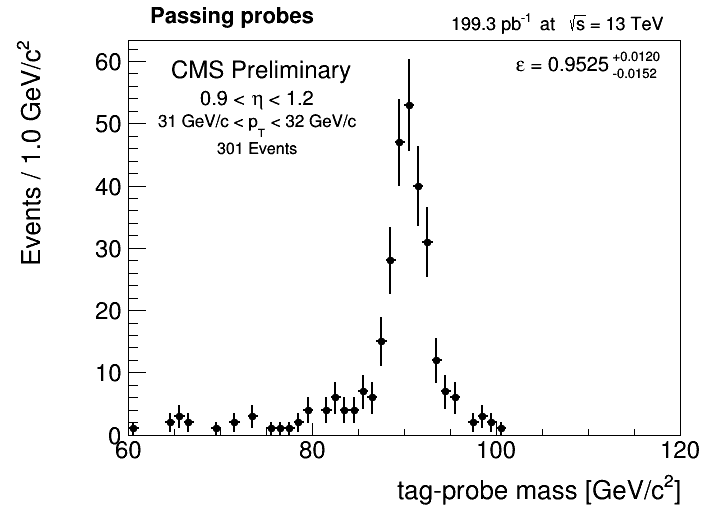 Passing probes
199.3 pb⁻¹ at √s = 13 TeV
CMS Preliminary
0.9 < η < 1.2
31 GeV/c < p_T < 32 GeV/c
301 Events
ε = 0.9525 +0.0120 -0.0152
Events / 1.0 GeV/c²
60
50
40
30
20
10
0
60 80 100 120
tag-probe mass [GeV/c²]